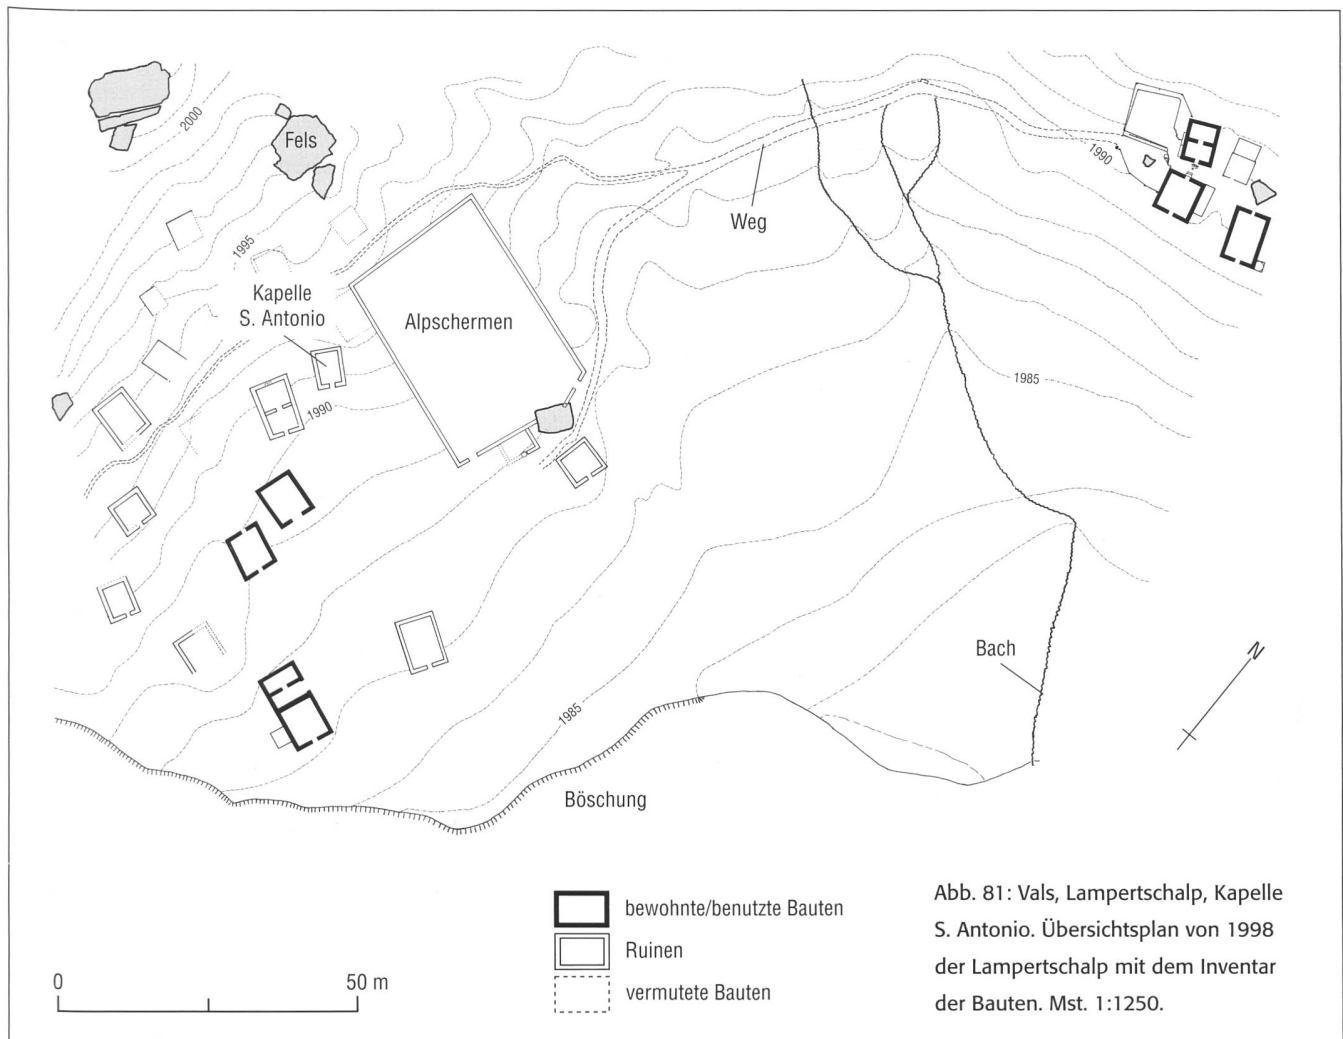 2000
Fels
1995
Kapelle
S. Antonio
Alpschermen
1990
Weg
1990
1985
1985
Bach
N
Böschung
bewohnte/benutzte Bauten
Ruinen
vermutete Bauten
0
50 m
Abb. 81: Vals, Lampertschalp, Kapelle
S. Antonio. Übersichtsplan von 1998
der Lampertschalp mit dem Inventar
der Bauten. Mst. 1:1250.